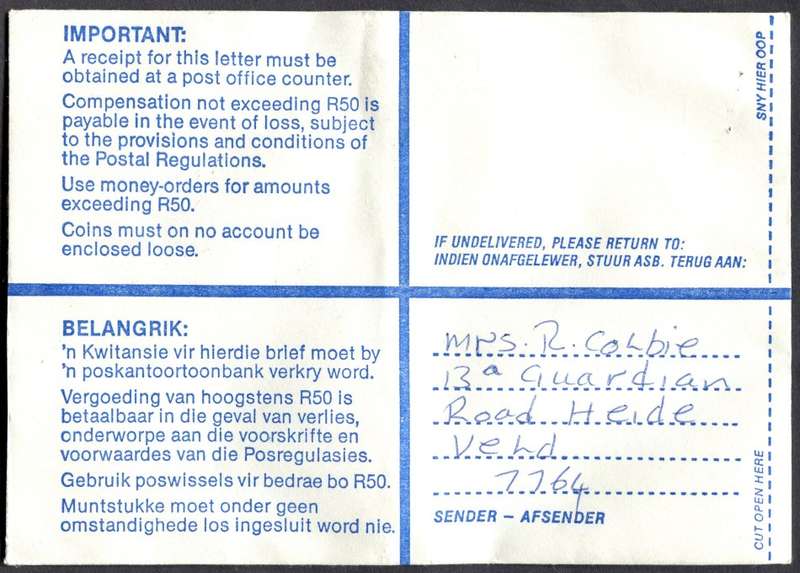 IMPORTANT:
A receipt for this letter must be
obtained at a post office counter.
Compensation not exceeding R50 is
payable in the event of loss, subject
to the provisions and conditions of
the Postal Regulations.
Use money-orders for amounts
exceeding R50.
Coins must on no account be
enclosed loose.
BELANGRIK:
'n Kwitansie vir hierdie brief moet by
'n poskantoortoonbank verkry word.
Vergoeding van hoogstens R50 is
betaalbaar in die geval van verlies,
onderworpe aan die voorskrifte en
voorwaardes van die Posregulasies.
Gebruik poswissels vir bedrae bo R50.
Muntstukke moet onder geen
omstandighede los ingesluit word nie.
SNY HIER OOP
IF UNDELIVERED, PLEASE RETURN TO:
INDIEN ONAFGELEWER, STUUR ASB. TERUG AAN:
Mrs. R. Colbie
13a Guardian
Road Heide
Veld
7764
SENDER – AFSENDER
CUT OPEN HERE